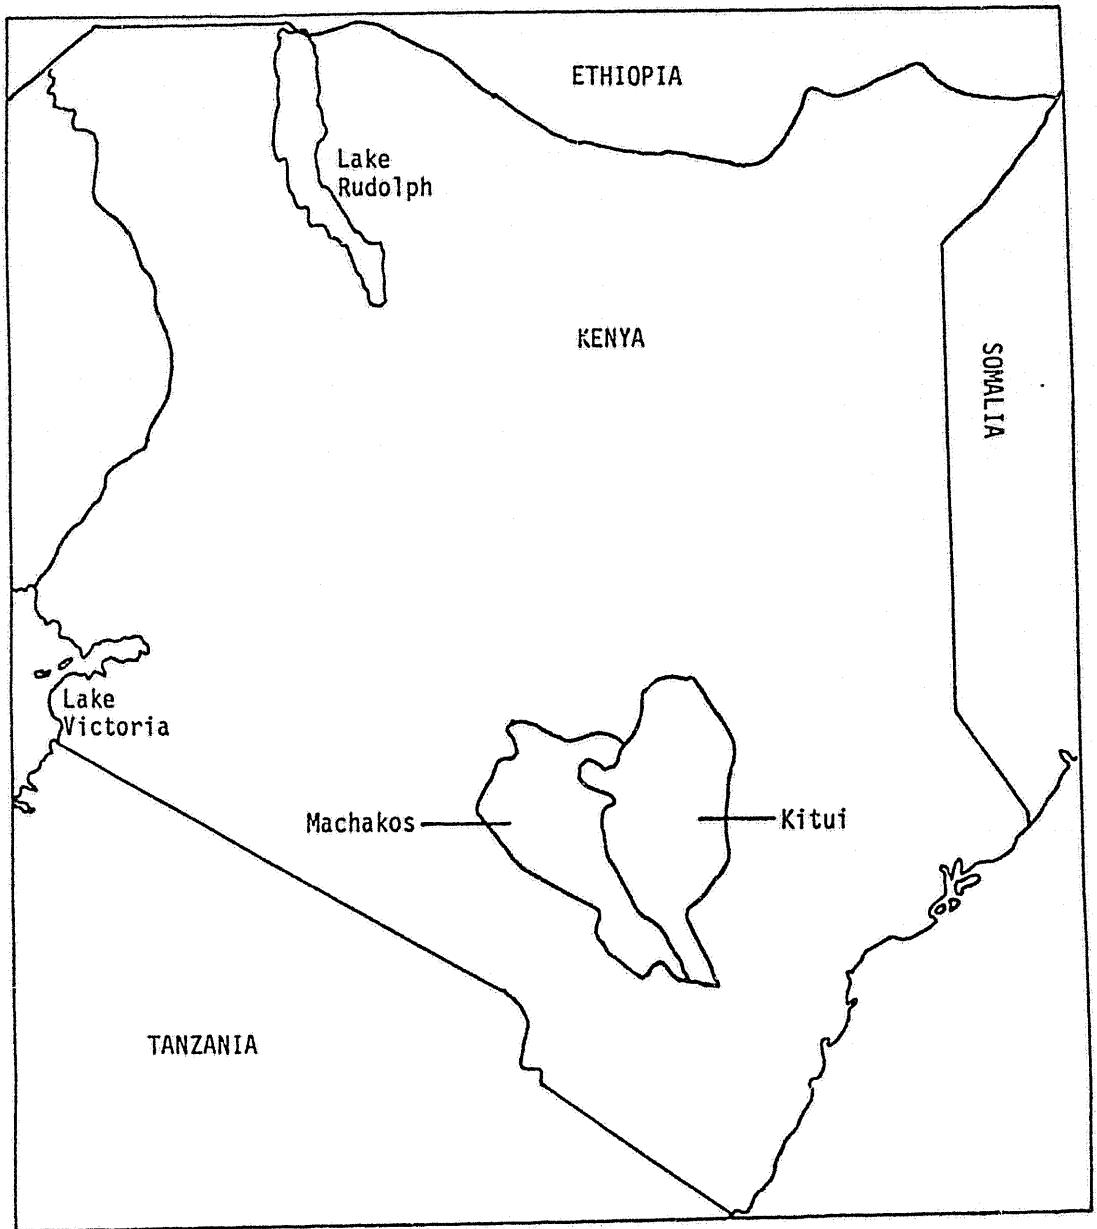 ETHIOPIA
Lake
Rudolph
KENYA
SOMALIA
Lake
Victoria
Machakos
Kitui
TANZANIA